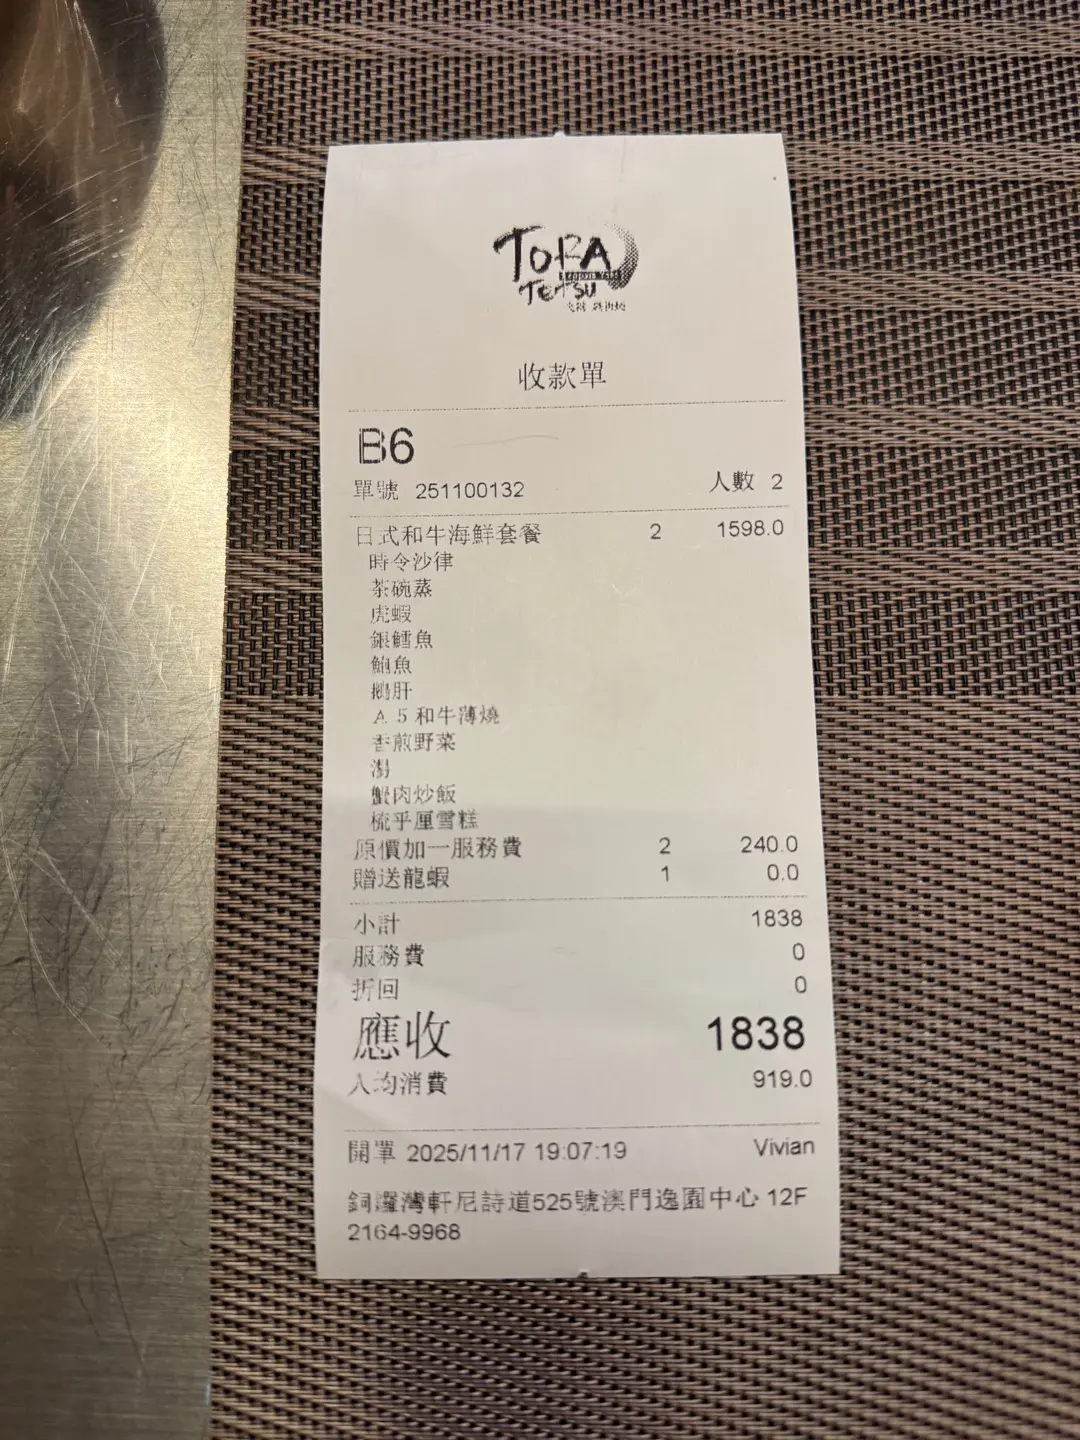 TORA
TEPPAN YAKI
TETSU
收款單
B6
單號 251100132 人數 2
日式和牛海鮮套餐 2 1598.0
時令沙律
茶碗蒸
虎蝦
銀鱈魚
鮑魚
鵝肝
A 5 和牛薄燒
香煎野菜
湯
蟹肉炒飯
梳乎厘雪糕
原價加一服務費 2 240.0
贈送龍蝦 1 0.0
小計 1838
服務費 0
折回 0
應收 1838
人均消費 919.0
開單 2025/11/17 19:07:19 Vivian
銅鑼灣軒尼詩道525號澳門逸園中心 12F
2164-9968